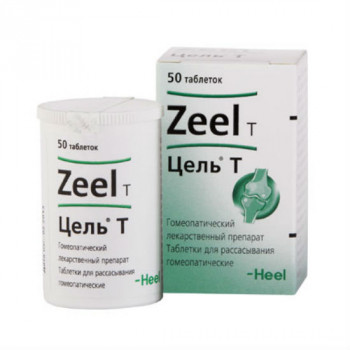 50 таблеток
Zeel T
Цель® Т
Гомеопатический
лекарственный препарат
Таблетки для рассасывания
гомеопатические
-Heel
50 таблеток
Zeel T
Цель® Т
Гомеопатический
лекарственный препарат
Таблетки для рассасывания
гомеопатические
-Heel